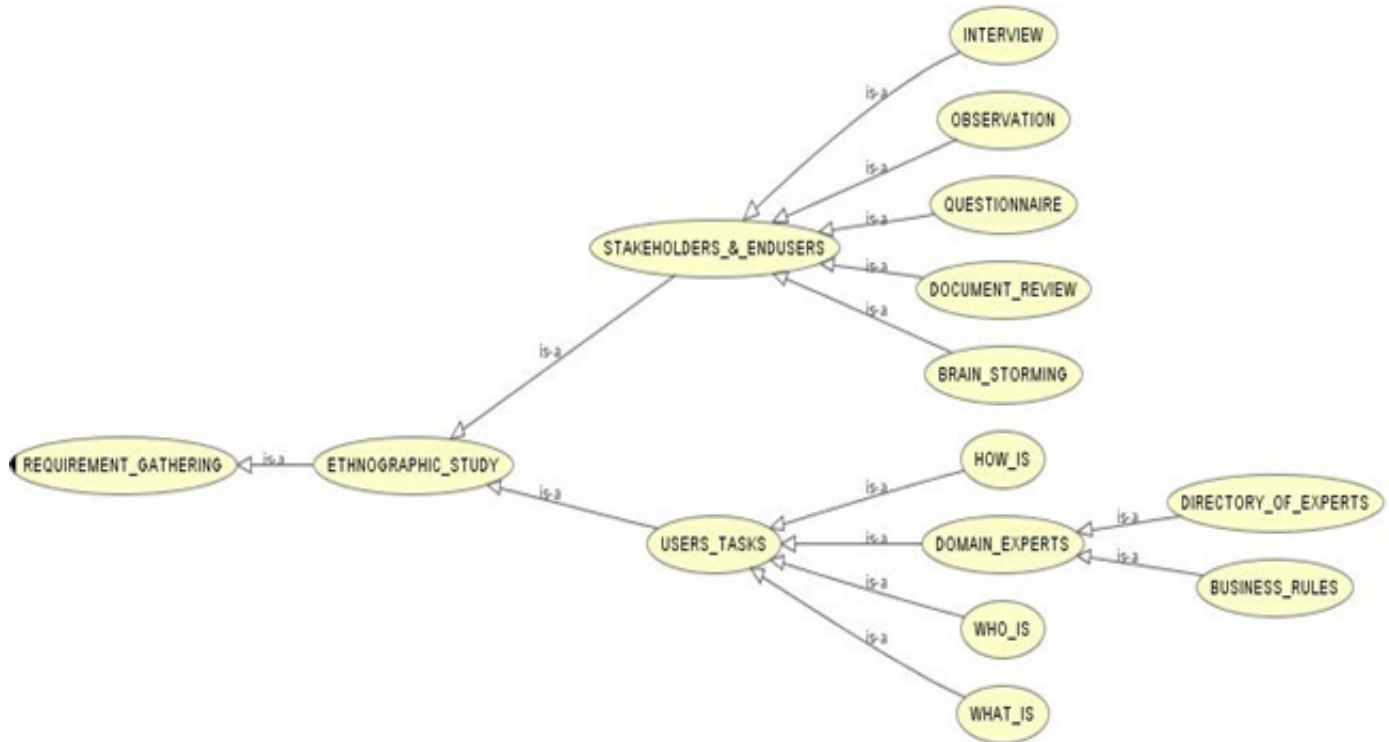 INTERVIEW
is-a
OBSERVATION
is-a
QUESTIONNAIRE
is-a
STAKEHOLDERS_&_ENDUSERS
is-a
DOCUMENT_REVIEW
is-a
BRAIN_STORMING
is-a
REQUIREMENT_GATHERING
is-a
ETHNOGRAPHIC_STUDY
is-a
HOW_IS
is-a
USERS_TASKS
is-a
DOMAIN_EXPERTS
is-a
DIRECTORY_OF_EXPERTS
is-a
BUSINESS_RULES
is-a
WHO_IS
is-a
WHAT_IS